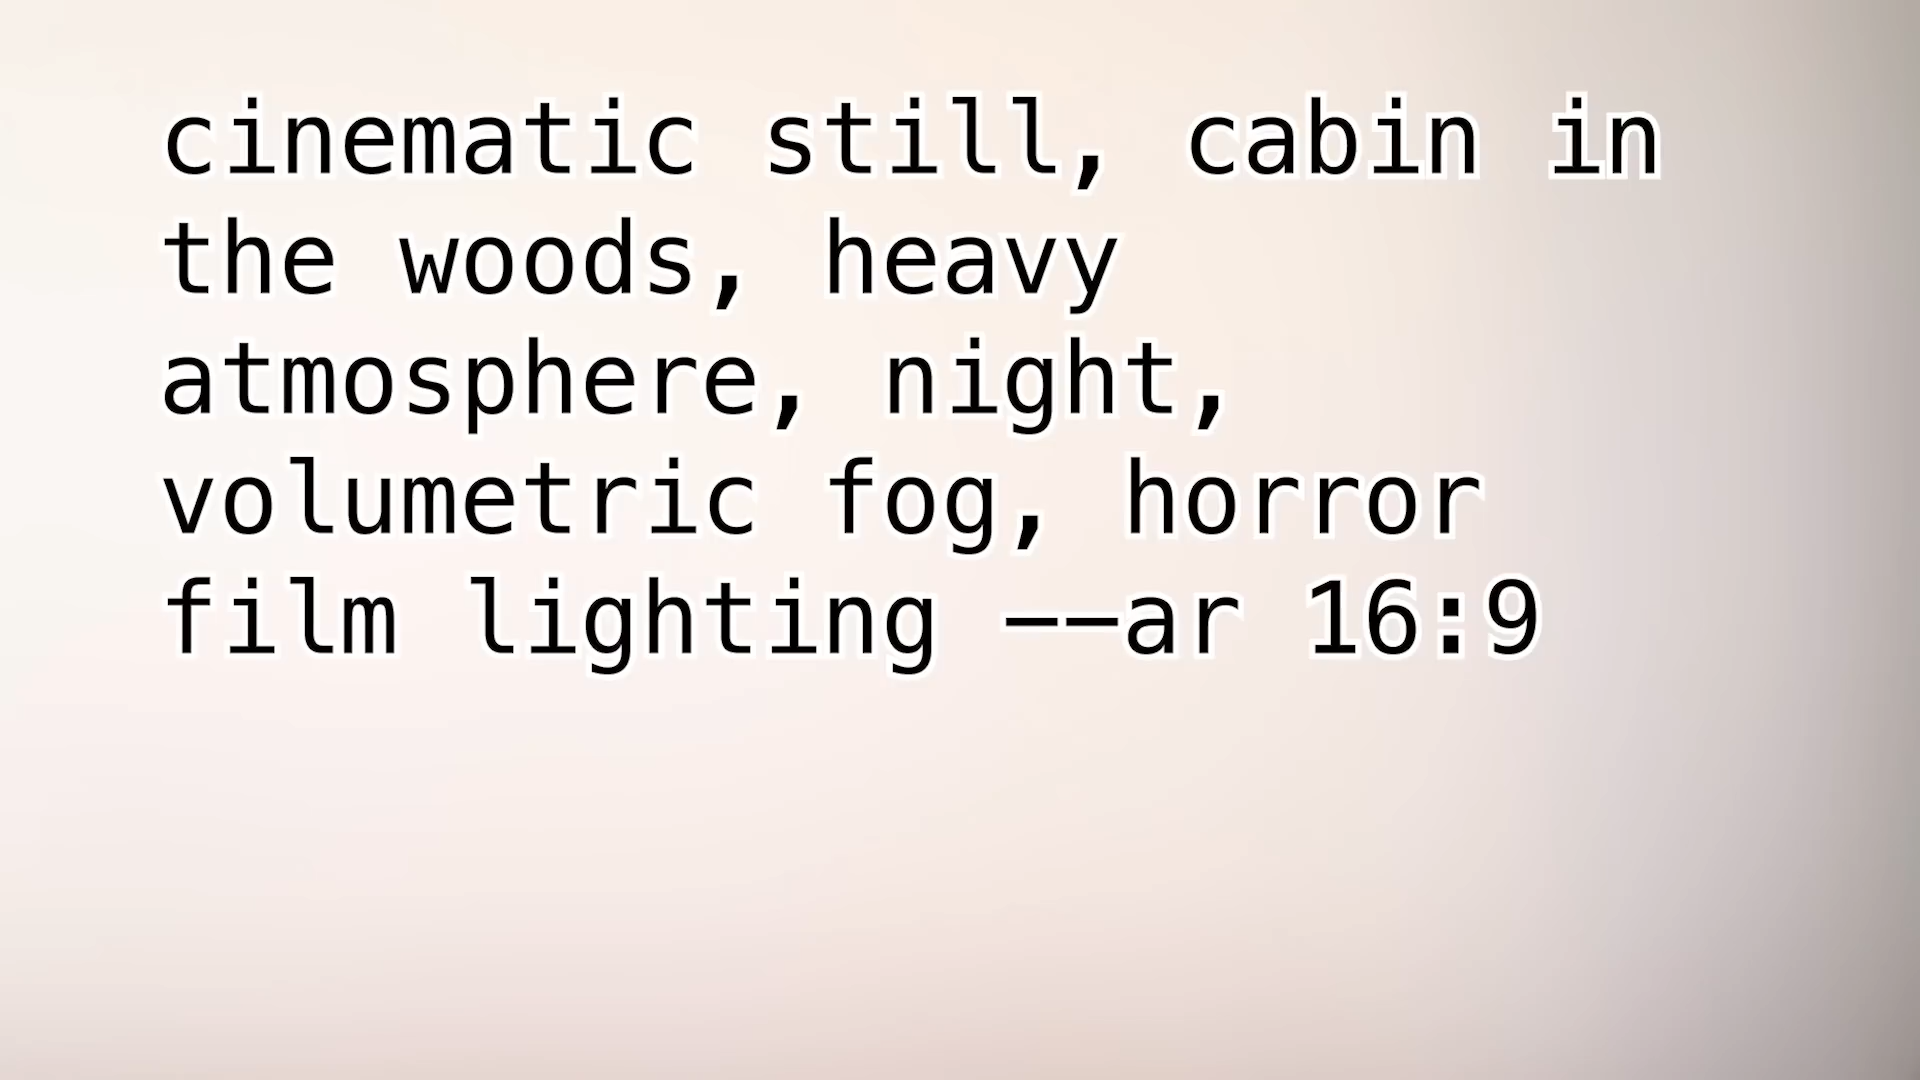 cinematic still, cabin in
the woods, heavy
atmosphere, night,
volumetric fog, horror
film lighting --ar 16:9